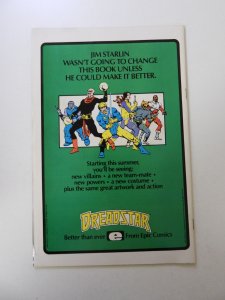 JIM STARLIN
WASN'T GOING TO CHANGE
THIS BOOK UNLESS
HE COULD MAKE IT BETTER.
Starting this summer,
you'll be seeing:
new villains • a new team-mate •
new powers • a new costume •
plus the same great artwork and action
DREADSTAR
Better than ever From Epic Comics